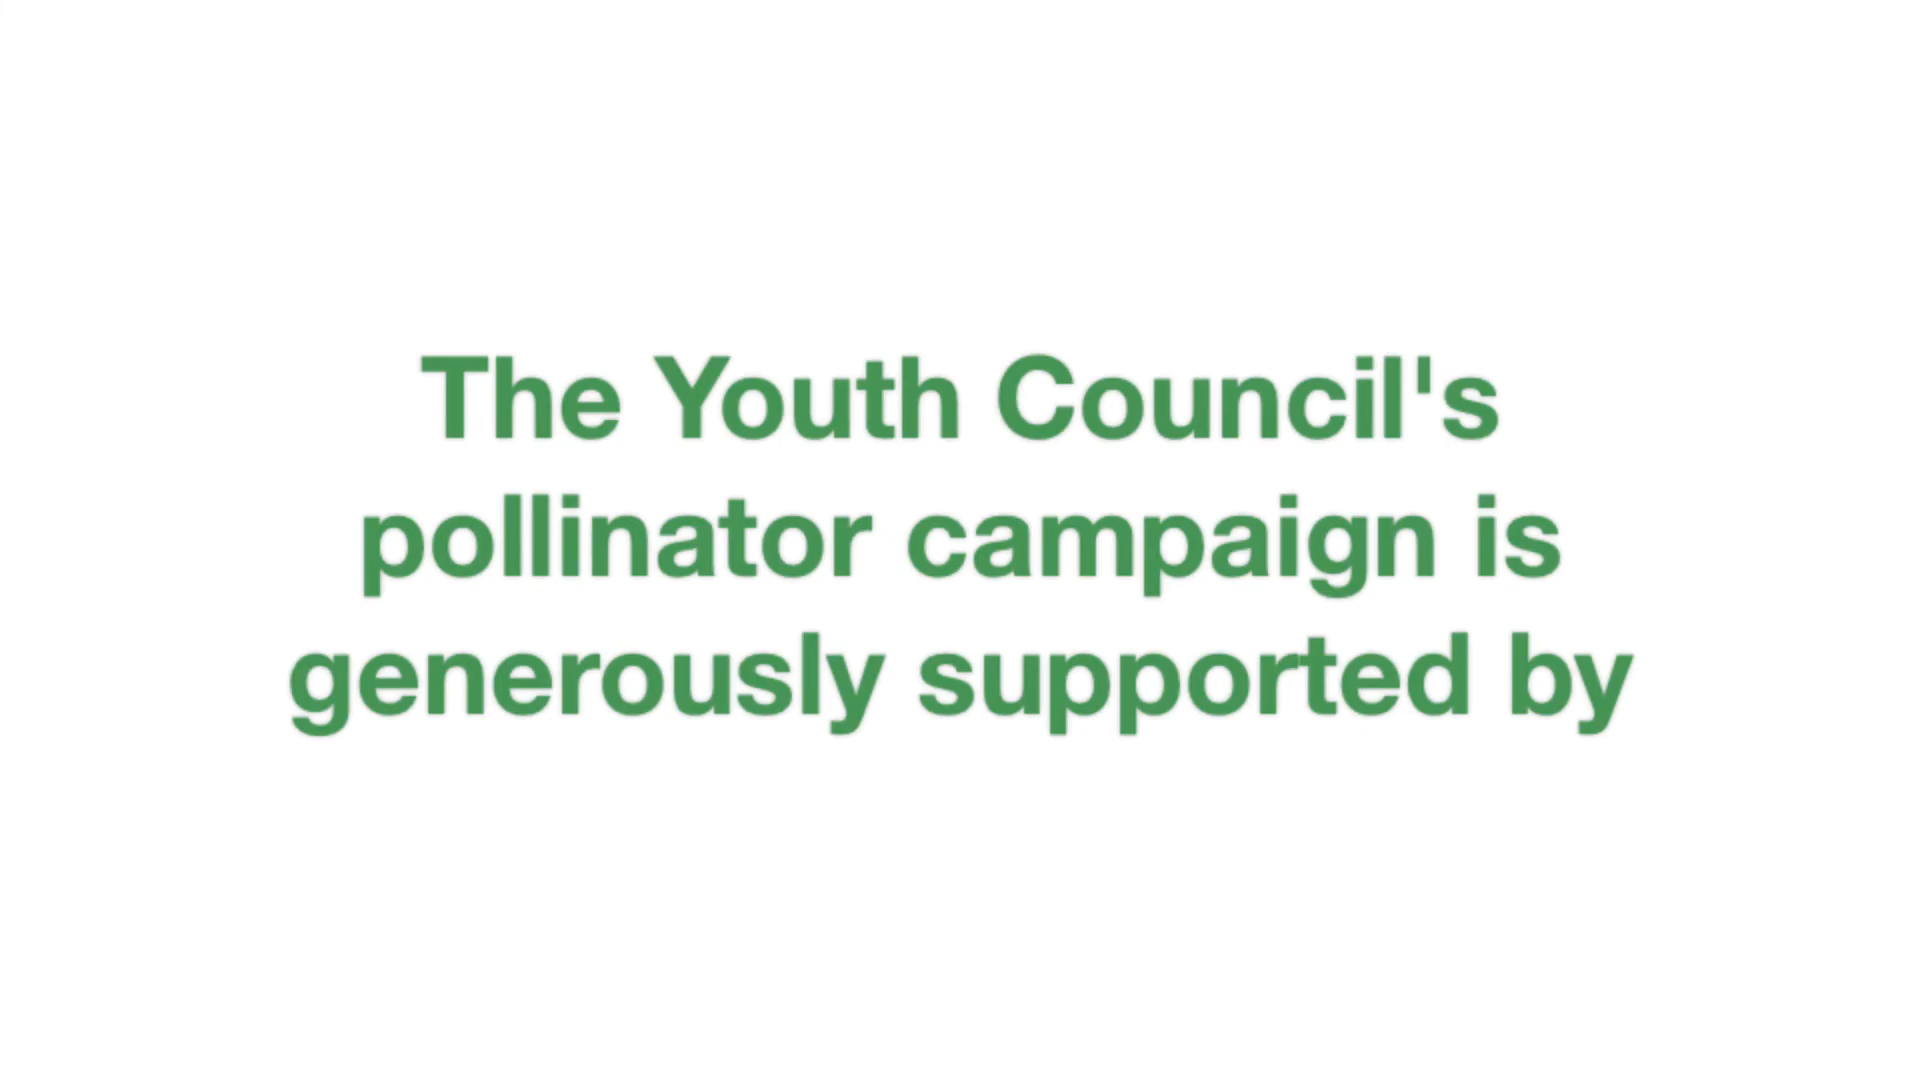 The Youth Council's
pollinator campaign is
generously supported by